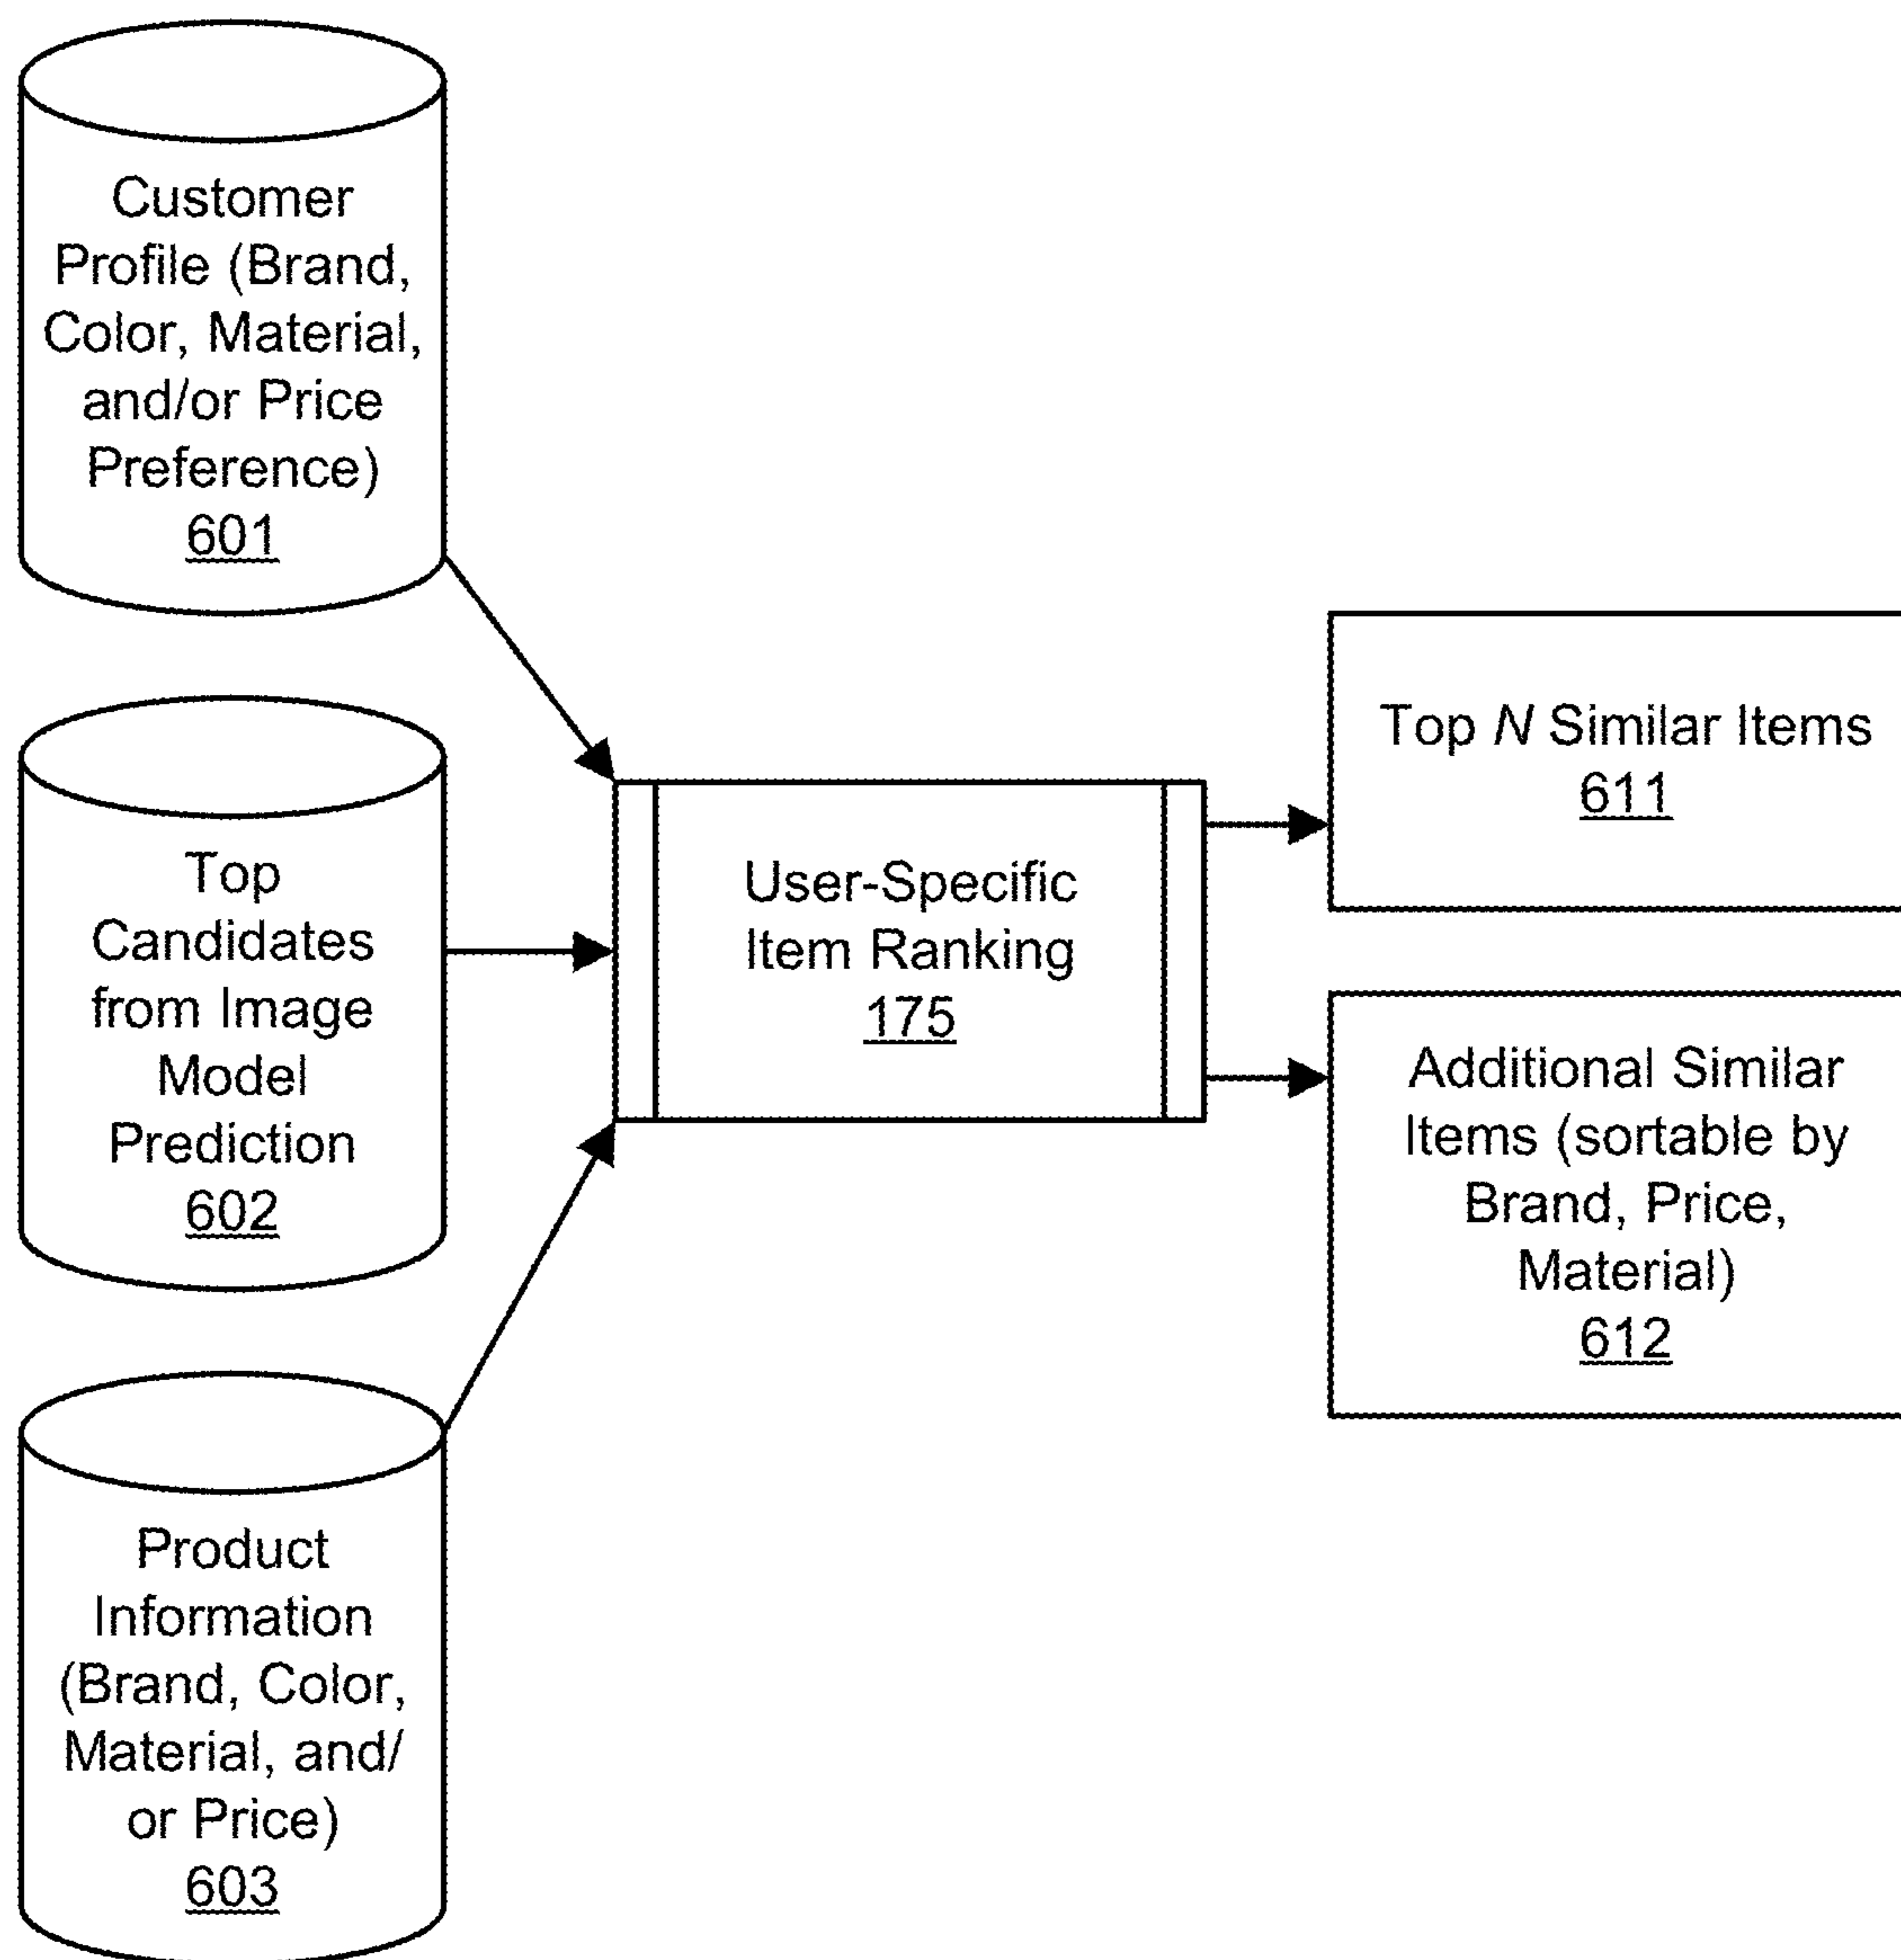 Customer
Profile (Brand,
Color, Material,
and/or Price
Preference)
601
Top
Candidates
from Image
Model
Prediction
602
Product
Information
(Brand, Color,
Material, and/
or Price)
603
User-Specific
Item Ranking
175
Top N Similar Items
611
Additional Similar
Items (sortable by
Brand, Price,
Material)
612